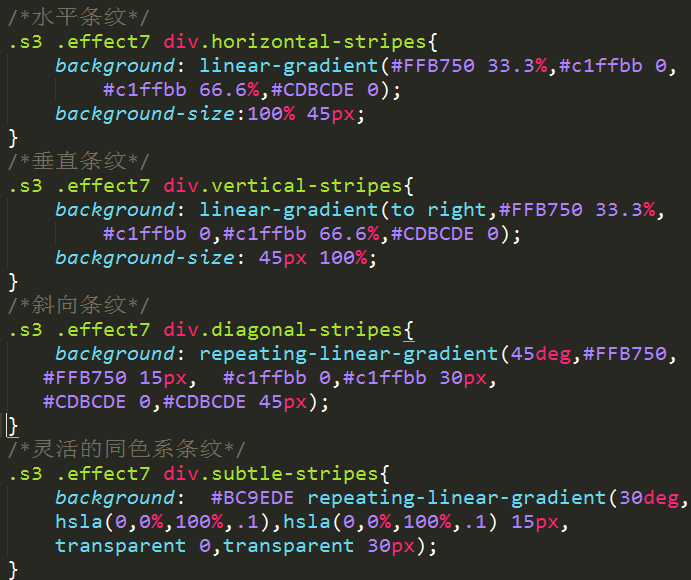 /*水平条纹*/
.s3 .effect7 div.horizontal-stripes{
background: linear-gradient(#FFB750 33.3%,#c1ffbb 0,
#c1ffbb 66.6%,#CDBCDE 0);
background-size:100% 45px;
}
/*垂直条纹*/
.s3 .effect7 div.vertical-stripes{
background: linear-gradient(to right,#FFB750 33.3%,
#c1ffbb 0,#c1ffbb 66.6%,#CDBCDE 0);
background-size: 45px 100%;
}
/*斜向条纹*/
.s3 .effect7 div.diagonal-stripes{
background: repeating-linear-gradient(45deg,#FFB750,
#FFB750 15px,  #c1ffbb 0,#c1ffbb 30px,
#CDBCDE 0,#CDBCDE 45px);
}
/*灵活的同色系条纹*/
.s3 .effect7 div.subtle-stripes{
background:  #BC9EDE repeating-linear-gradient(30deg,
hsla(0,0%,100%,.1),hsla(0,0%,100%,.1) 15px,
transparent 0,transparent 30px);
}